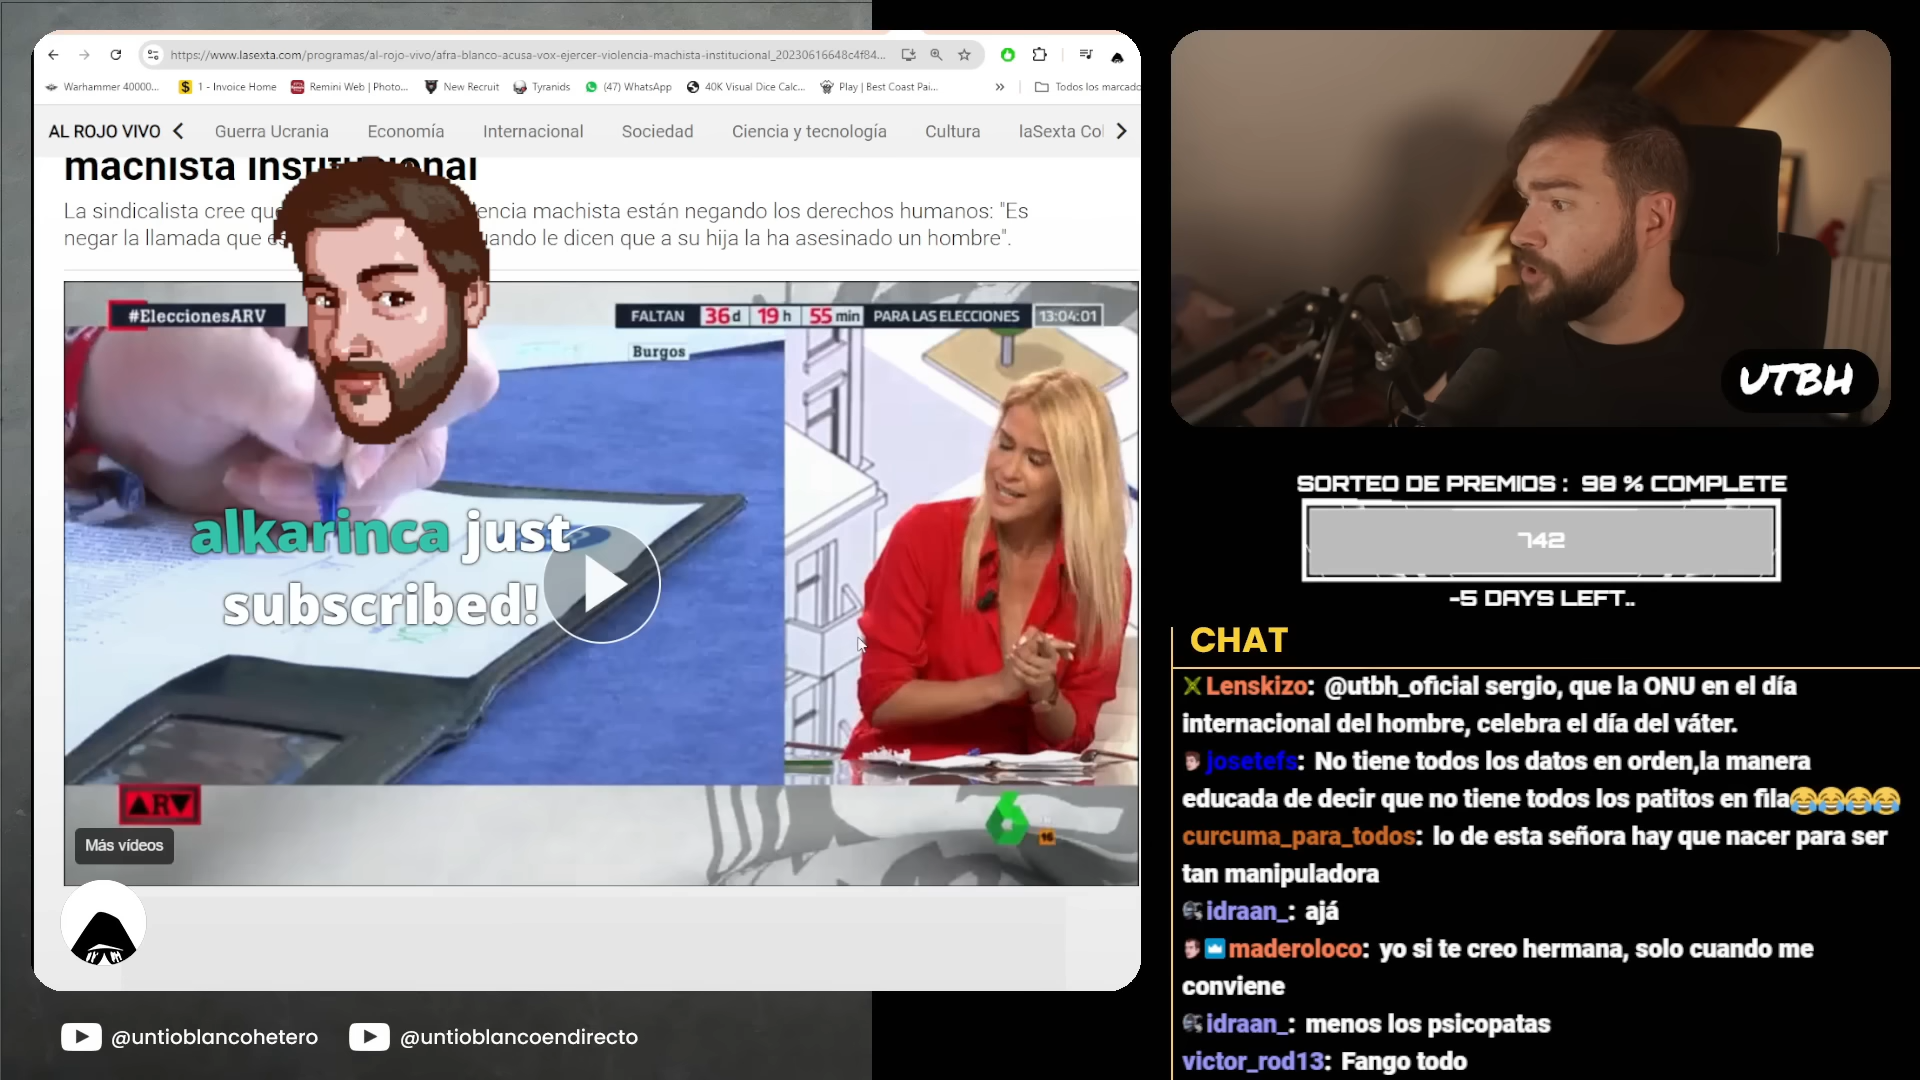 https://www.lasexta.com/programas/al-rojo-vivo/afra-blanco-acusa-vox-ejercer-violencia-machista-institucional_20230616648c4f84...
Warhammer 40000...
1 - Invoice Home
Remini Web | Photo...
New Recruit
Tyranids
(47) WhatsApp
40K Visual Dice Calc...
Play | Best Coast Pai...
»
Todos los marcado
AL ROJO VIVO
Guerra Ucrania
Economía
Internacional
Sociedad
Ciencia y tecnología
Cultura
laSexta Col
machista
La sindicalista cree
encia machista están negando los derechos humanos: "Es
negar la llamada que
uando le dicen que a su hija la ha asesinado un hombre".
#EleccionesARV
FALTAN 36d 19h 55min PARA LAS ELECCIONES 13:04:01
Burgos
alkarinca just
subscribed!
ARV
16
Más vídeos
@untioblancohetero
@untioblancoendirecto
UTBH
SORTEO DE PREMIOS : 98 % COMPLETE
742
-5 DAYS LEFT..
CHAT
Lenskizo: @utbh_oficial sergio, que la ONU en el día
internacional del hombre, celebra el día del váter.
josetefs: No tiene todos los datos en orden,la manera
educada de decir que no tiene todos los patitos en fila😂😂😂😂
curcuma_para_todos: lo de esta señora hay que nacer para ser
tan manipuladora
idraan_: ajá
maderoloco: yo si te creo hermana, solo cuando me
conviene
idraan_: menos los psicopatas
victor_rod13: Fango todo